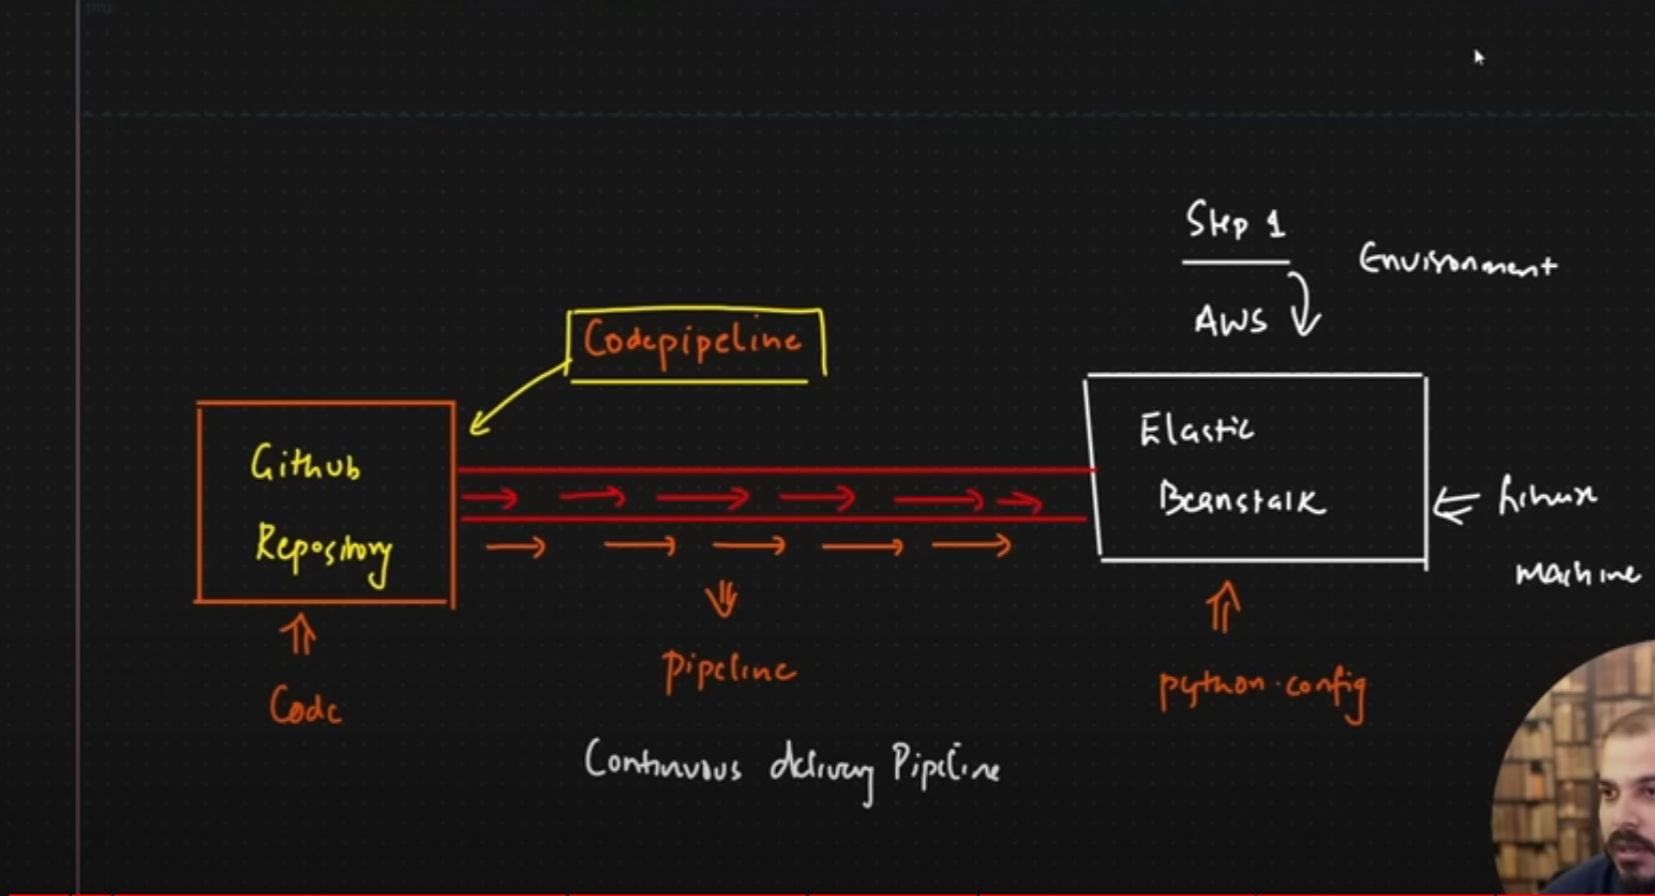 Step 1
Environment
AWS
Codepipeline
Github
Repository
Elastic
Beanstalk
Linux
Machine
Code
Pipeline
python.config
Continuous delivery Pipeline